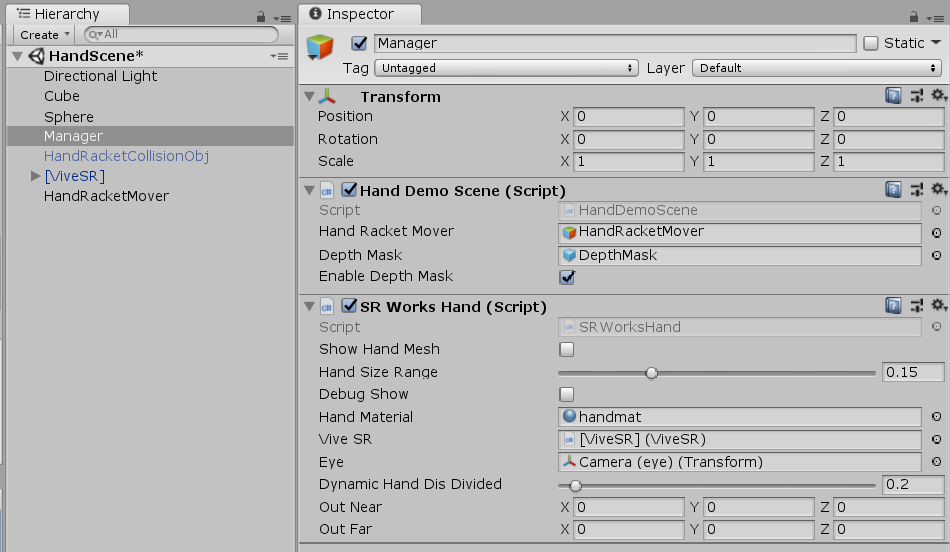 Hierarchy
Create
All
HandScene*
Directional Light
Cube
Sphere
Manager
HandRacketCollisionObj
[ViveSR]
HandRacketMover
Inspector
Manager
Static
Tag Untagged Layer Default
Transform
Position X 0 Y 0 Z 0
Rotation X 0 Y 0 Z 0
Scale X 1 Y 1 Z 1
Hand Demo Scene (Script)
Script HandDemoScene
Hand Racket Mover HandRacketMover
Depth Mask DepthMask
Enable Depth Mask
SR Works Hand (Script)
Script SRWorksHand
Show Hand Mesh
Hand Size Range 0.15
Debug Show
Hand Material handmat
Vive SR [ViveSR] (ViveSR)
Eye Camera (eye) (Transform)
Dynamic Hand Dis Divided 0.2
Out Near X 0 Y 0 Z 0
Out Far X 0 Y 0 Z 0